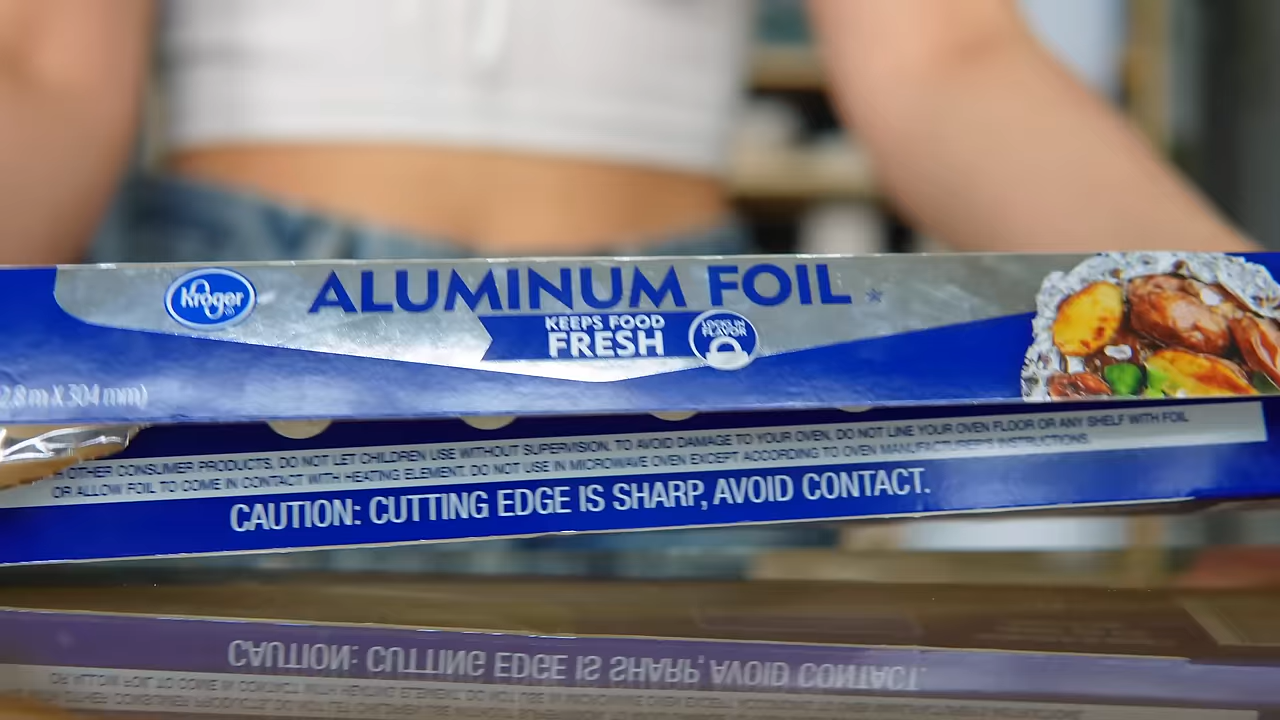 Kroger
ALUMINUM FOIL
KEEPS FOOD
FRESH
LOCKS IN
FLAVOR
2.8 m X 304 mm)
OTHER CONSUMER PRODUCTS. DO NOT LET CHILDREN USE WITHOUT SUPERVISION. TO AVOID DAMAGE TO YOUR OVEN, DO NOT LINE YOUR OVEN FLOOR OR ANY SHELF WITH FOIL
OR ALLOW FOIL TO COME IN CONTACT WITH HEATING ELEMENT. DO NOT USE IN MICROWAVE OVEN EXCEPT ACCORDING TO OVEN MANUFACTURER'S INSTRUCTIONS.
CAUTION: CUTTING EDGE IS SHARP, AVOID CONTACT.
CAUTION: CUTTING EDGE IS SHARP, AVOID CONTACT.